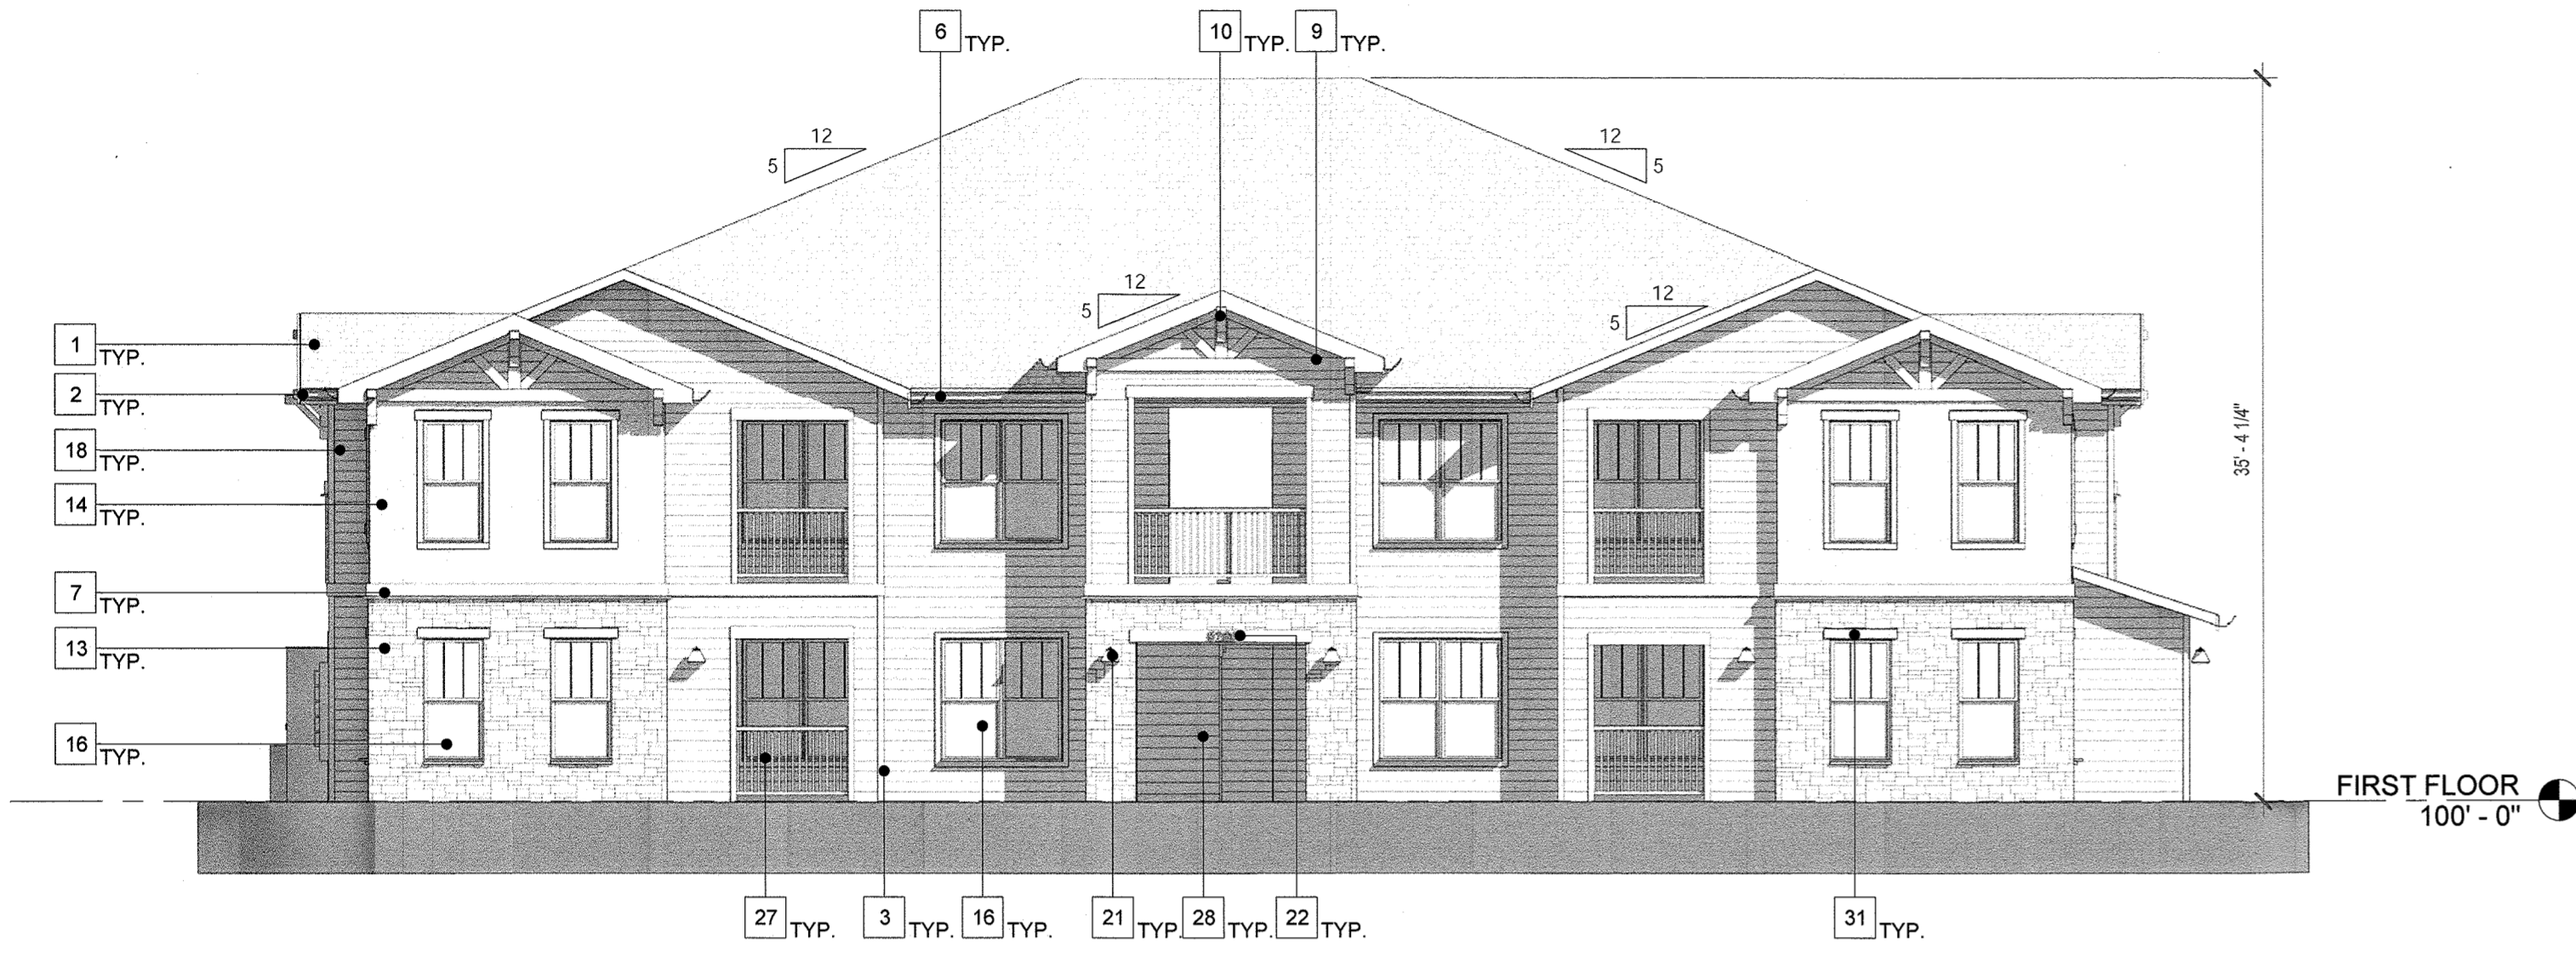 6 TYP.
10 TYP.
9 TYP.
12
5
12
5
12
5
12
5
1 TYP.
2 TYP.
18 TYP.
14 TYP.
7 TYP.
13 TYP.
16 TYP.
35' - 4 1/4"
FIRST FLOOR
100' - 0"
27 TYP.
3 TYP.
16 TYP.
21 TYP.
28 TYP.
22 TYP.
31 TYP.